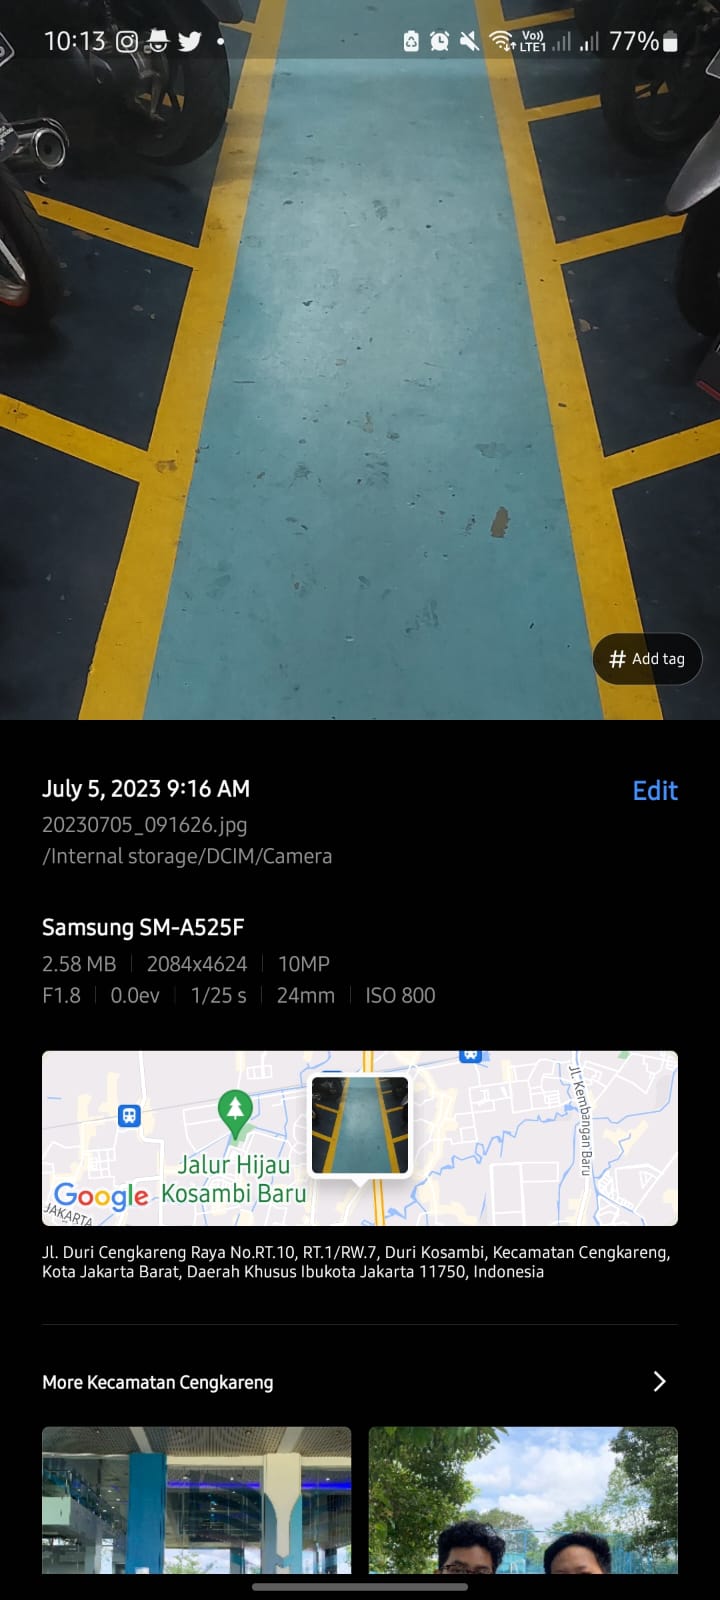 10:13 Vo) LTE1 77%
# Add tag
July 5, 2023 9:16 AM Edit
20230705_091626.jpg
/Internal storage/DCIM/Camera
Samsung SM-A525F
2.58 MB 2084x4624 10MP
F1.8 0.0ev 1/25 s 24mm ISO 800
Jl. Kembangan Baru
Jalur Hijau
Kosambi Baru
Google
JAKARTA
Jl. Duri Cengkareng Raya No.RT.10, RT.1/RW.7, Duri Kosambi, Kecamatan Cengkareng,
Kota Jakarta Barat, Daerah Khusus Ibukota Jakarta 11750, Indonesia
More Kecamatan Cengkareng